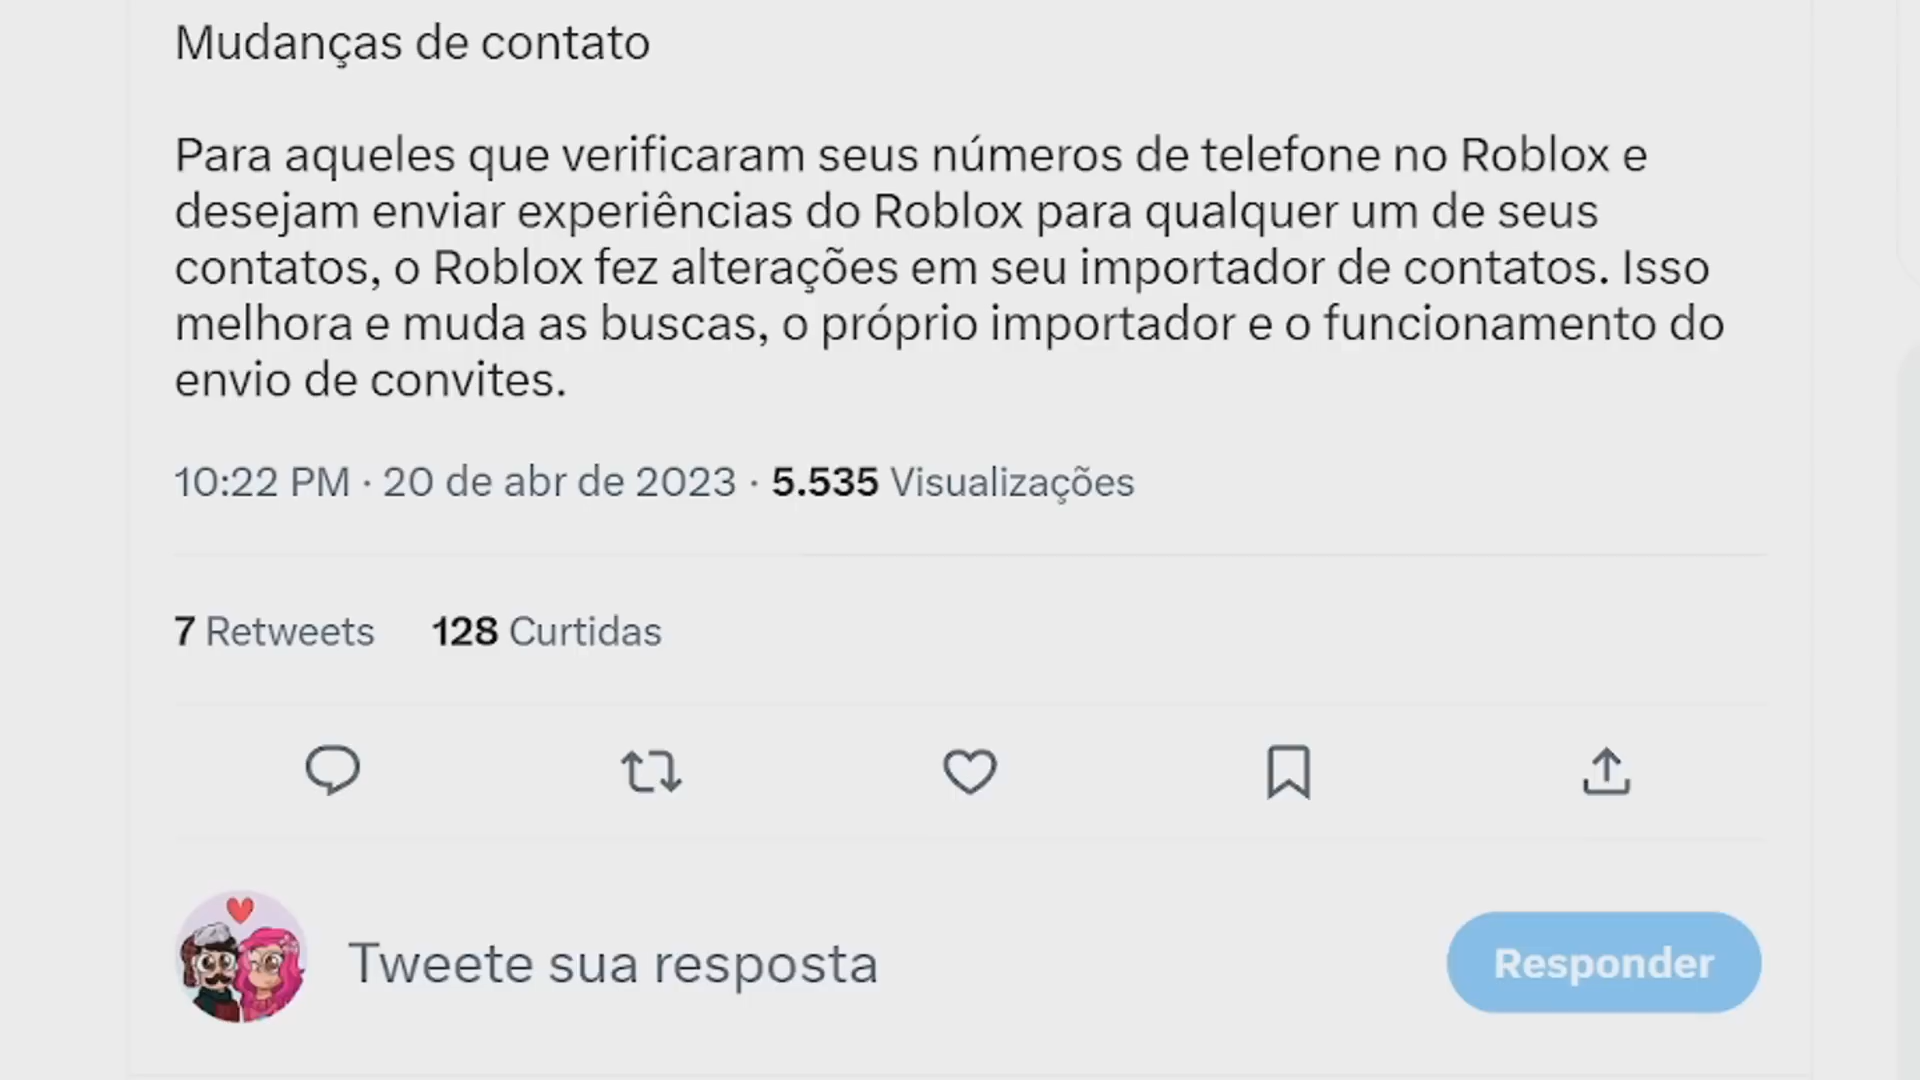 Mudanças de contato
Para aqueles que verificaram seus números de telefone no Roblox e
desejam enviar experiências do Roblox para qualquer um de seus
contatos, o Roblox fez alterações em seu importador de contatos. Isso
melhora e muda as buscas, o próprio importador e o funcionamento do
envio de convites.
10:22 PM · 20 de abr de 2023 · 5.535 Visualizações
7 Retweets 128 Curtidas
Tweete sua resposta
Responder